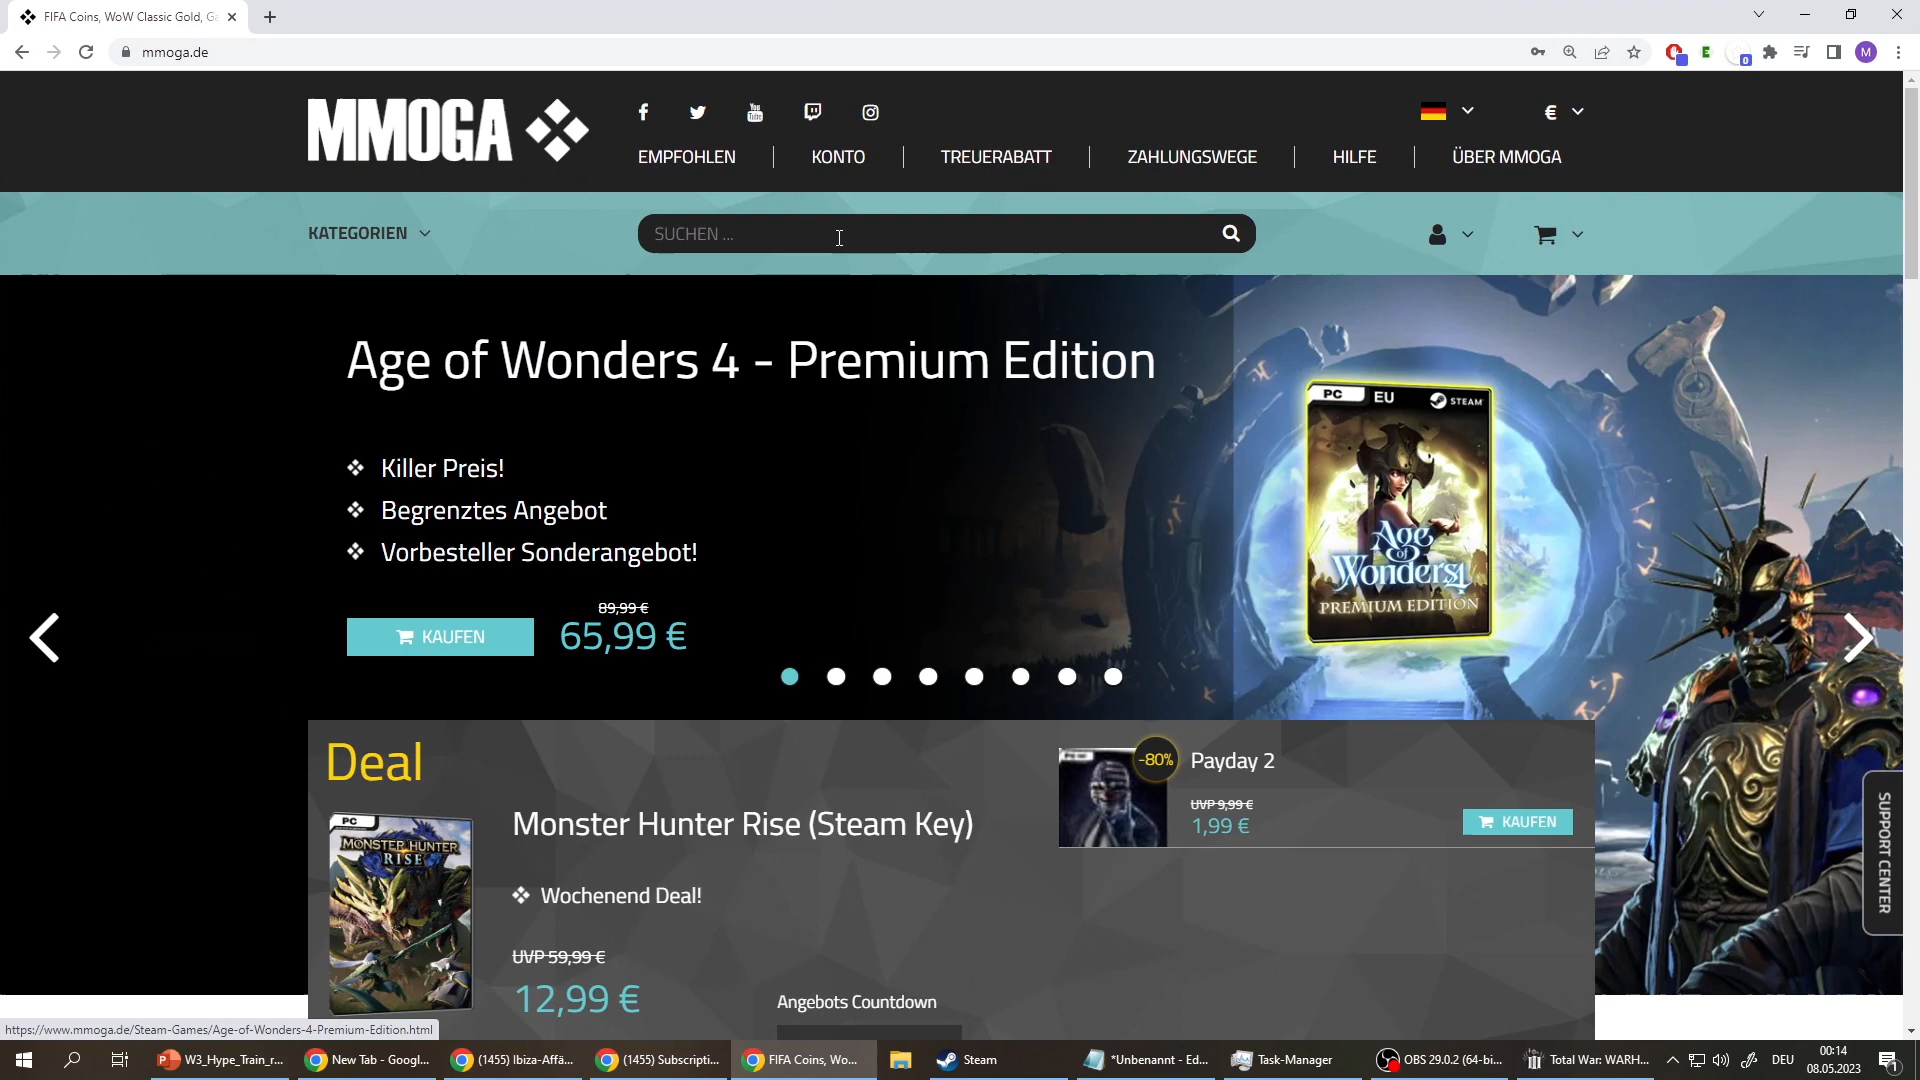 FIFA Coins, WoW Classic Gold, Ga
mmoga.de
M
0
E
MMOGA
€
EMPFOHLEN
KONTO
TREUERABATT
ZAHLUNGSWEGE
HILFE
ÜBER MMOGA
KATEGORIEN
SUCHEN ...
Age of Wonders 4 - Premium Edition
Killer Preis!
Begrenztes Angebot
Vorbesteller Sonderangebot!
89,99 €
KAUFEN
65,99 €
PC EU STEAM
Age of Wonders 4
PREMIUM EDITION
SUPPORT CENTER
Deal
PC
MONSTER HUNTER
RISE
Monster Hunter Rise (Steam Key)
Wochenend Deal!
UVP 59,99 €
12,99 €
Angebots Countdown
-80%
Payday 2
UVP 9,99 €
1,99 €
KAUFEN
https://www.mmoga.de/Steam-Games/Age-of-Wonders-4-Premium-Edition.html
W3_Hype_Train_r...
New Tab - Googl...
(1455) Ibiza-Affä...
(1455) Subscripti...
FIFA Coins, Wo...
Steam
*Unbenannt - Ed...
Task-Manager
OBS 29.0.2 (64-bi...
Total War: WARH...
DEU
00:14
08.05.2023
1